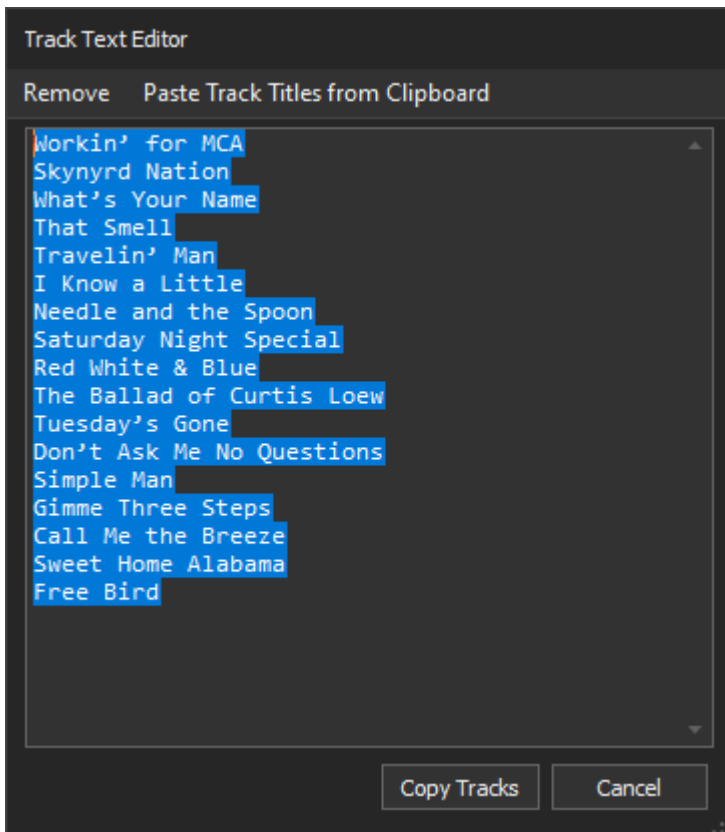 Track Text Editor
Remove Paste Track Titles from Clipboard
Workin’ for MCA
Skynyrd Nation
What’s Your Name
That Smell
Travelin’ Man
I Know a Little
Needle and the Spoon
Saturday Night Special
Red White & Blue
The Ballad of Curtis Loew
Tuesday’s Gone
Don’t Ask Me No Questions
Simple Man
Gimme Three Steps
Call Me the Breeze
Sweet Home Alabama
Free Bird
Copy Tracks Cancel